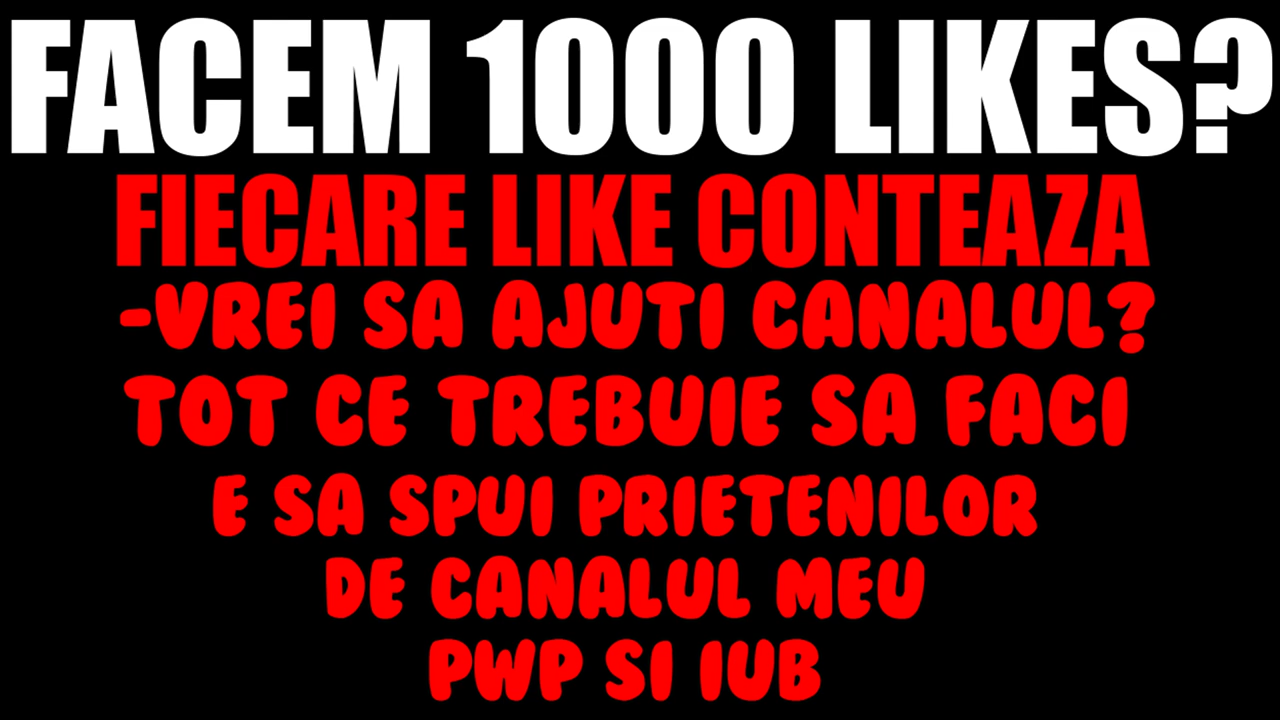 FACEM 1000 LIKES?
FIECARE LIKE CONTEAZA
-VREI SA AJUTI CANALUL?
TOT CE TREBUIE SA FACI
E SA SPUI PRIETENILOR
DE CANALUL MEU
PWP SI IUB